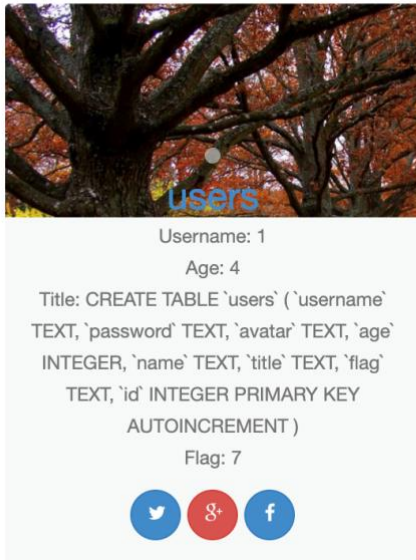 users
Username: 1
Age: 4
Title: CREATE TABLE `users` ( `username`
TEXT, `password` TEXT, `avatar` TEXT, `age`
INTEGER, `name` TEXT, `title` TEXT, `flag`
TEXT, `id` INTEGER PRIMARY KEY
AUTOINCREMENT )
Flag: 7